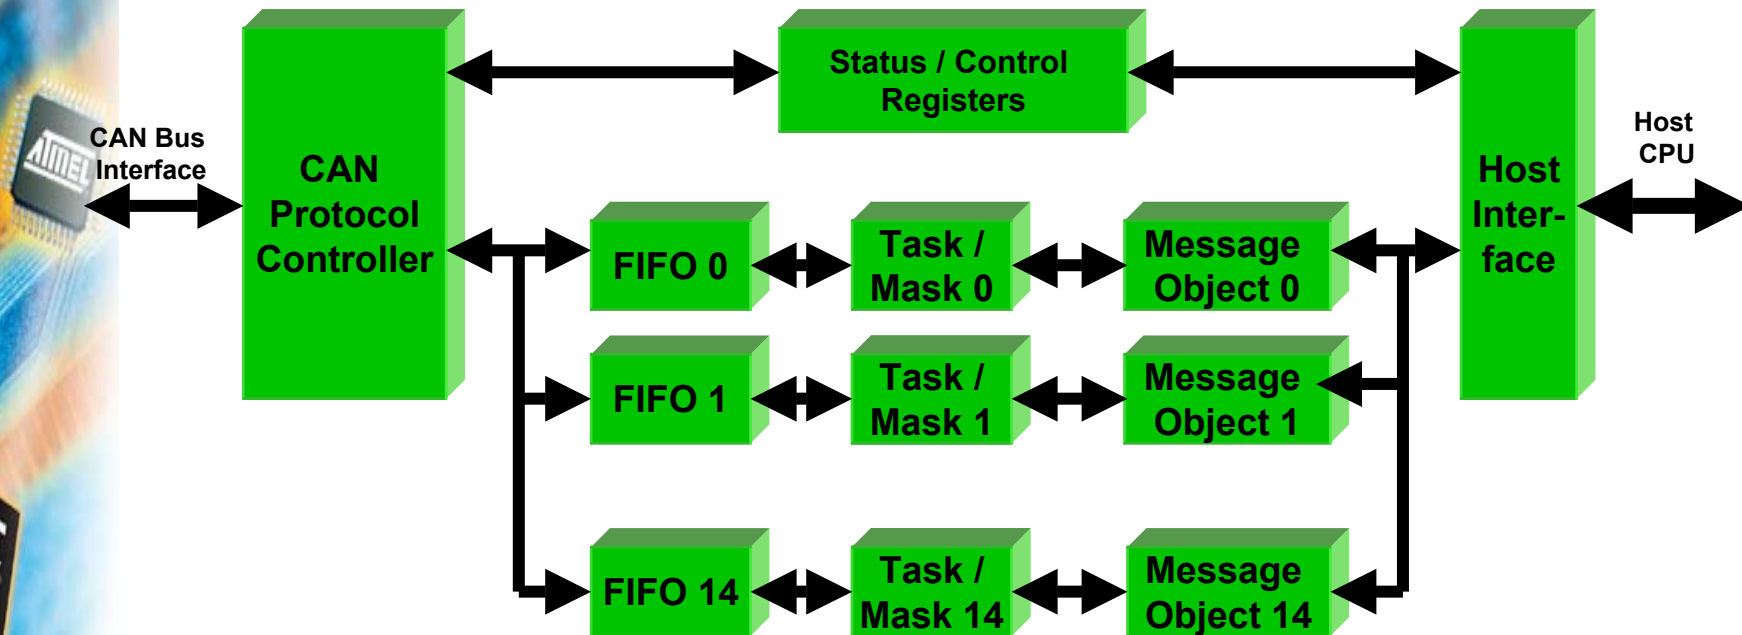 Status / Control
Registers
CAN Bus
Interface
ATMEL
CAN
Protocol
Controller
Host
Inter-
face
Host
CPU
FIFO 0
Task /
Mask 0
Message
Object 0
FIFO 1
Task /
Mask 1
Message
Object 1
FIFO 14
Task /
Mask 14
Message
Object 14